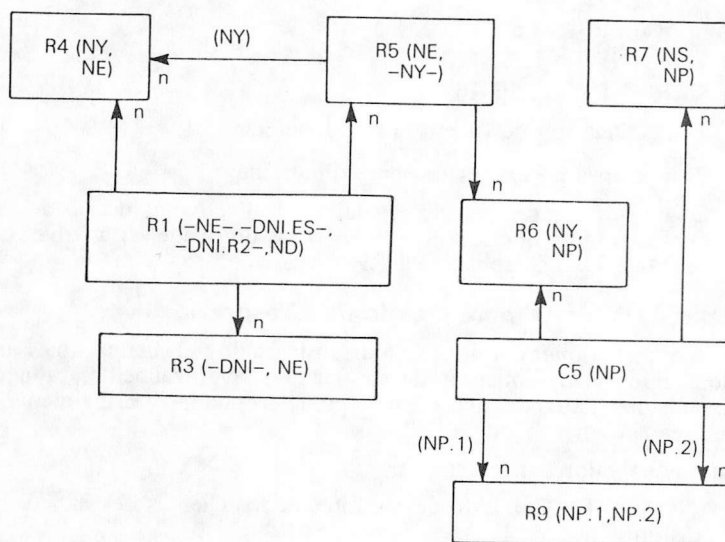 R4 (NY,
NE)
(NY)
n
R5 (NE,
–NY–)
R7 (NS,
NP)
n
n
n
n
R1 (–NE–,–DNI.ES–,
–DNI.R2–,ND)
R6 (NY,
NP)
n
n
R3 (–DNI–, NE)
C5 (NP)
(NP.1)
n
(NP.2)
n
R9 (NP.1,NP.2)